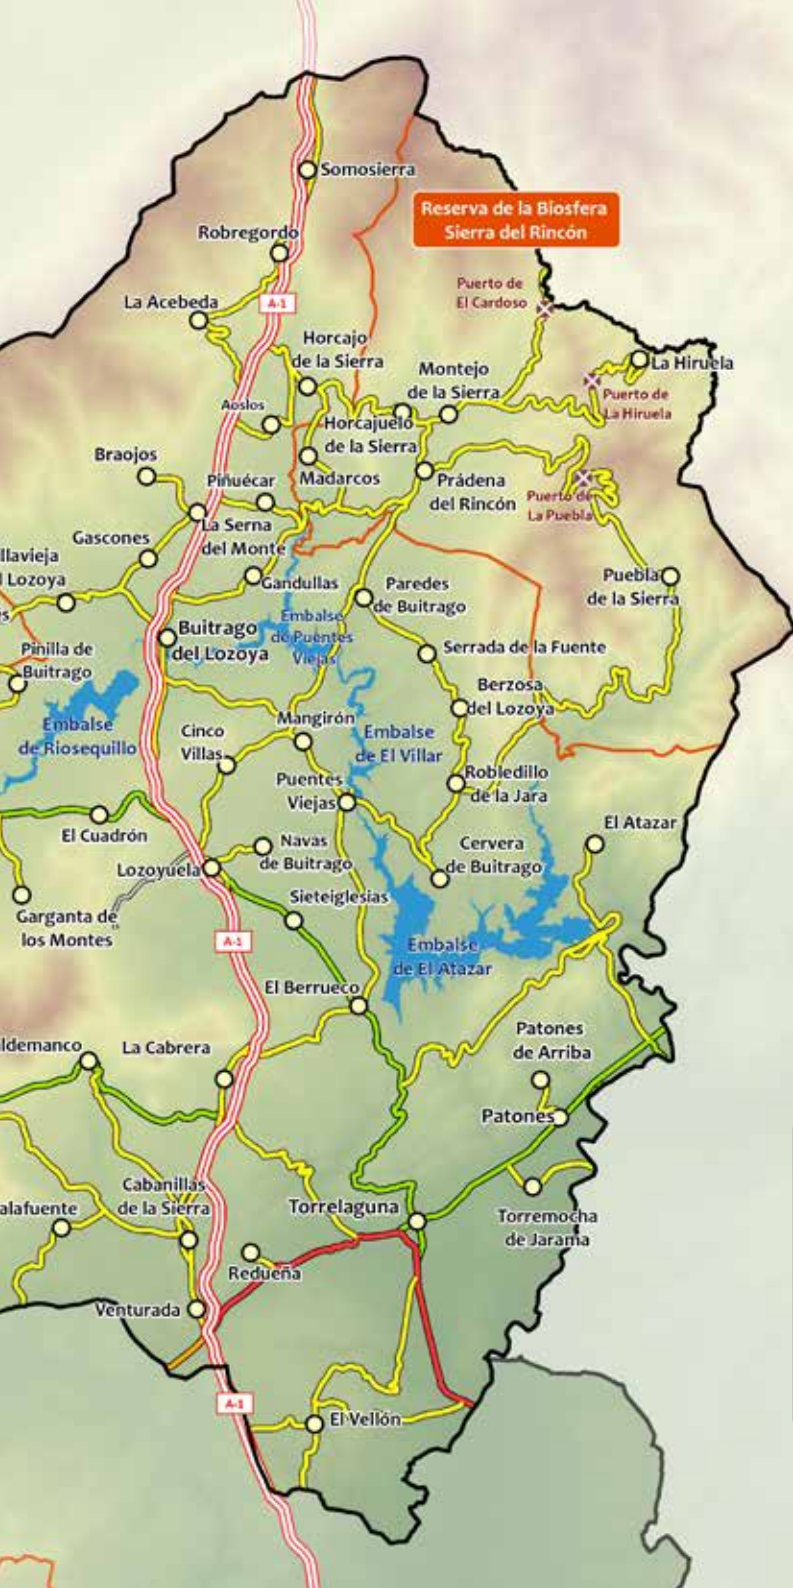 Somosierra
Reserva de la Biosfera
Sierra del Rincón
Robregordo
Puerto de
El Cardoso
La Acebeda
A-1
Horcajo
de la Sierra
Montejo
de la Sierra
La Hiruela
Puerto de
La Hiruela
Aoslos
Horcajuelo
de la Sierra
Braojos
Piñuécar
Madarcos
Prádena
del Rincón
Puerto de
La Puebla
La Serna
del Monte
Gascones
llavieja
l Lozoya
Gandullas
Paredes
de Buitrago
Puebla
de la Sierra
s
Buitrago
del Lozoya
Embalse
de Puentes
Viejas
Pinilla de
Buitrago
Serrada de la Fuente
Berzosa
del Lozoya
Embalse
de Riosequillo
Cinco
Villas
Mangirón
Embalse
de El Villar
Puentes
Viejas
Robledillo
de la Jara
El Cuadrón
El Atazar
Navas
de Buitrago
Cervera
de Buitrago
Lozoyuela
Sieteiglesias
Garganta de
los Montes
A-1
Embalse
de El Atazar
El Berrueco
Patones
de Arriba
ldemanco
La Cabrera
Patones
Cabanillas
de la Sierra
alafuente
Torrelaguna
Torremocha
de Jarama
Redueña
Venturada
A-1
El Vellón